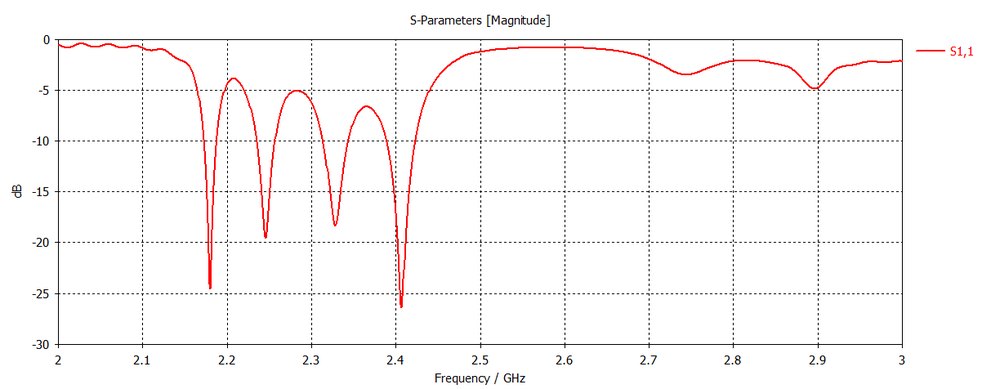 S-Parameters [Magnitude]
0
-5
-10
-15
-20
-25
-30
dB
2 2.1 2.2 2.3 2.4 2.5 2.6 2.7 2.8 2.9 3
Frequency / GHz
S1,1